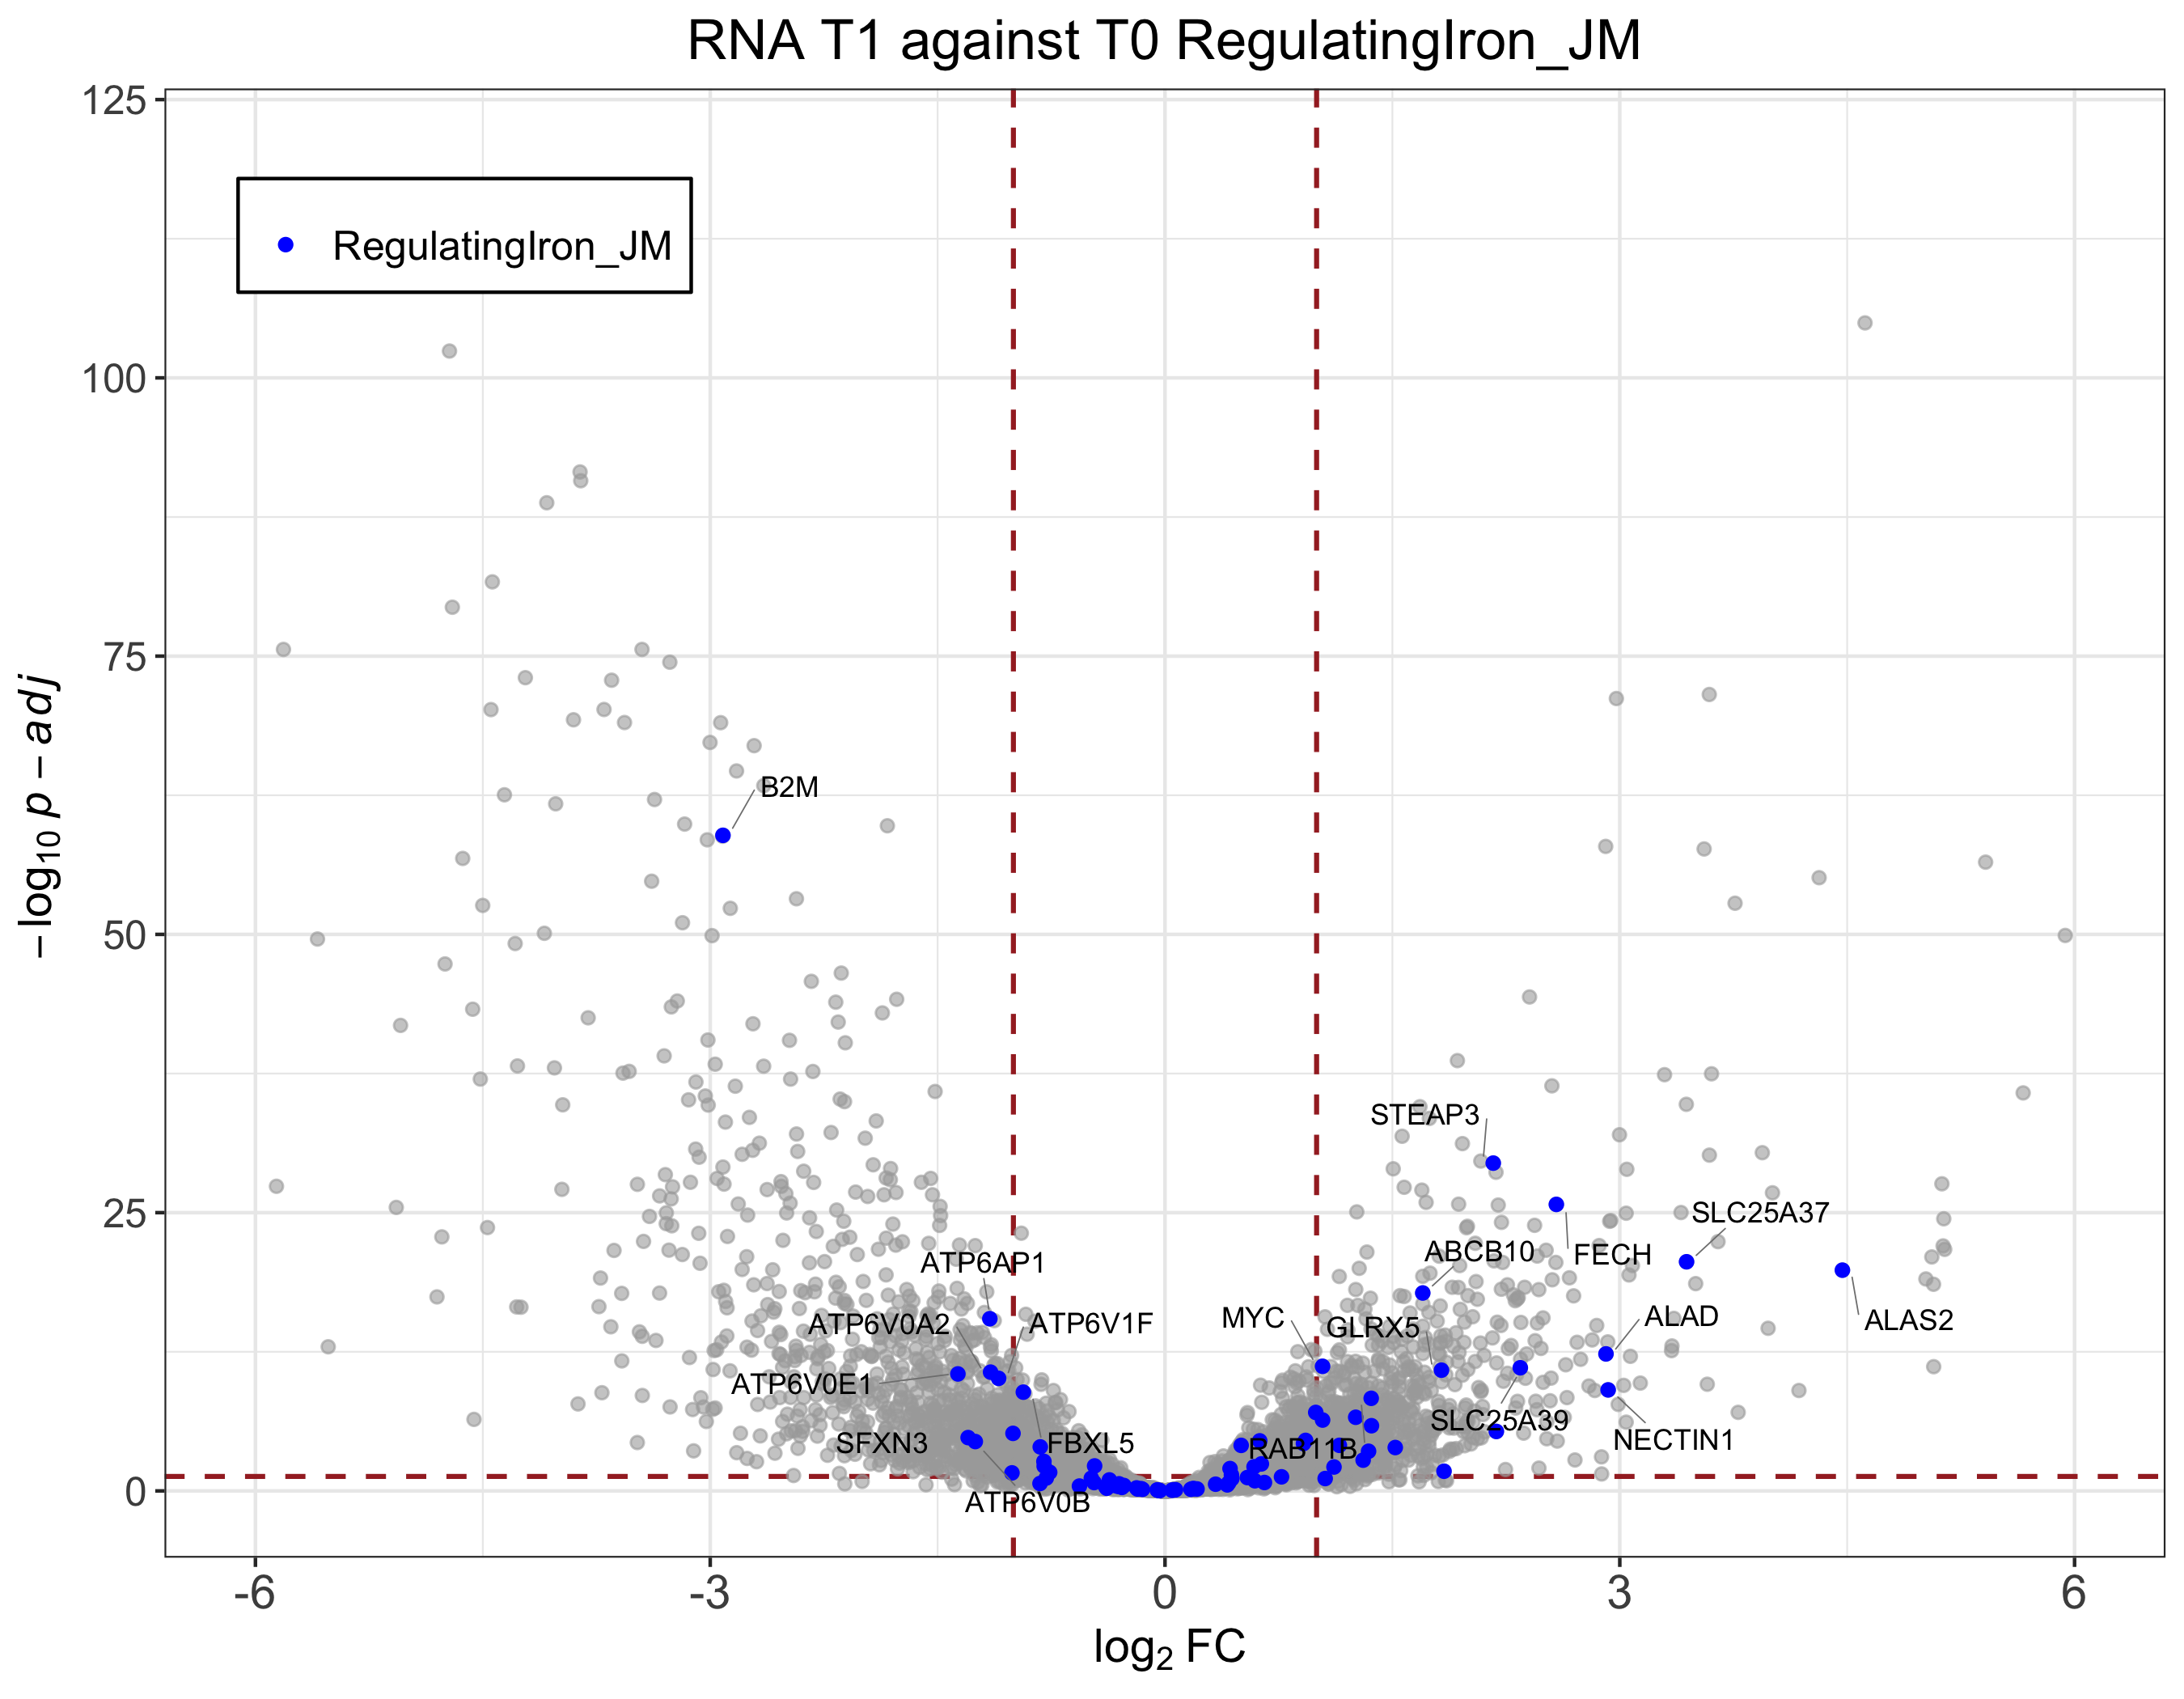 RNA T1 against T0 RegulatingIron_JM
125
100
75
50
25
0
−log10 p − adj
RegulatingIron_JM
B2M
STEAP3
SLC25A37
ABCB10
FECH
ATP6AP1
MYC
GLRX5
ALAD
ALAS2
ATP6V0A2
ATP6V1F
ATP6V0E1
SLC25A39
NECTIN1
SFXN3
FBXL5
RAB11B
ATP6V0B
-6
-3
0
3
6
log2 FC